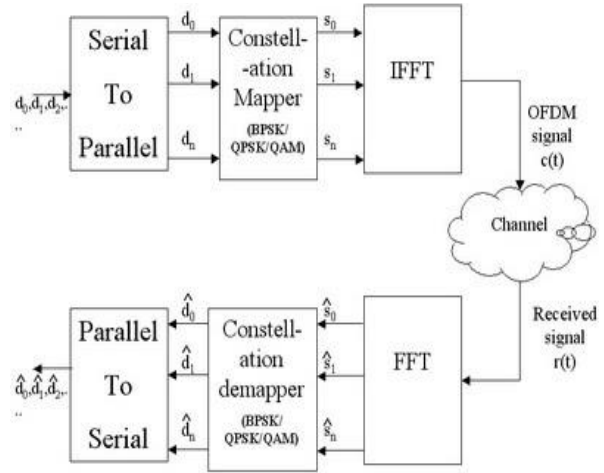 Serial
To
Parallel
d₀,d₁,d₂,.
..
d₀
d₁
dₙ
Constell-
-ation
Mapper
(BPSK/
QPSK/QAM)
s₀
s₁
sₙ
IFFT
OFDM
signal
c(t)
Channel
Received
signal
r(t)
FFT
ŝ₀
ŝ₁
ŝₙ
Constell-
ation
demapper
(BPSK/
QPSK/QAM)
d̂₀
d̂₁
d̂ₙ
Parallel
To
Serial
d̂₀,d̂₁,d̂₂,.
..